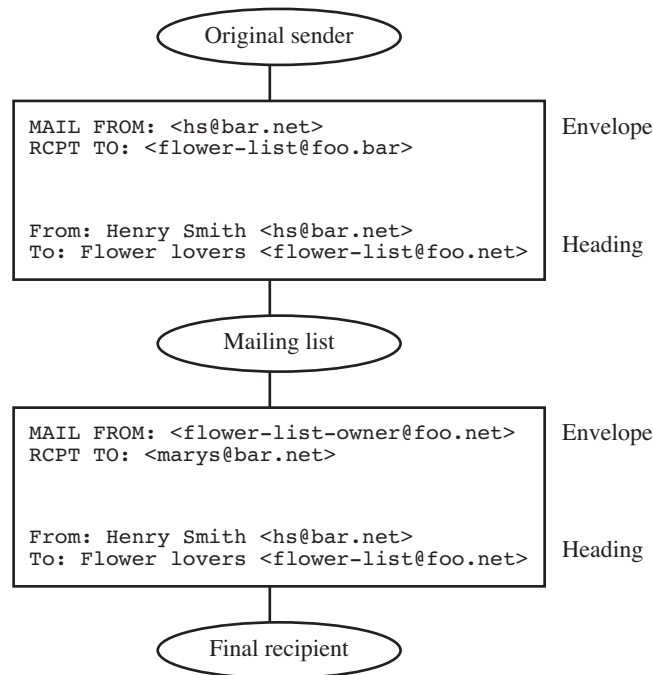 Original sender
MAIL FROM: <hs@bar.net>
Envelope
RCPT TO: <flower-list@foo.bar>
From: Henry Smith <hs@bar.net>
To: Flower lovers <flower-list@foo.net>
Heading
Mailing list
MAIL FROM: <flower-list-owner@foo.net>
Envelope
RCPT TO: <marys@bar.net>
From: Henry Smith <hs@bar.net>
To: Flower lovers <flower-list@foo.net>
Heading
Final recipient